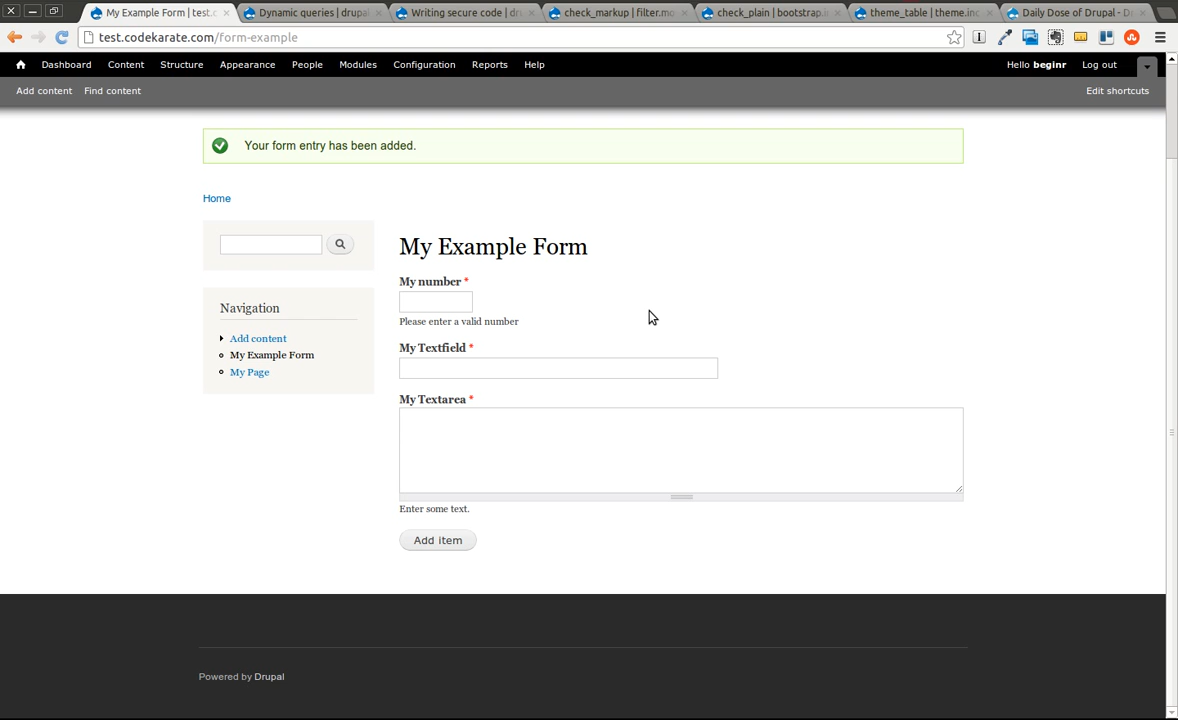 My Example Form | test.c
Dynamic queries | drupal
Writing secure code | dru
check_markup | filter.mo
check_plain | bootstrap.i
theme_table | theme.inc
Daily Dose of Drupal - D
test.codekarate.com/form-example
Dashboard Content Structure Appearance People Modules Configuration Reports Help Hello beginr Log out
Add content Find content Edit shortcuts
Your form entry has been added.
Home
My Example Form
My number *
Please enter a valid number
My Textfield *
My Textarea *
Enter some text.
Add item
Navigation
Add content
My Example Form
My Page
Powered by Drupal